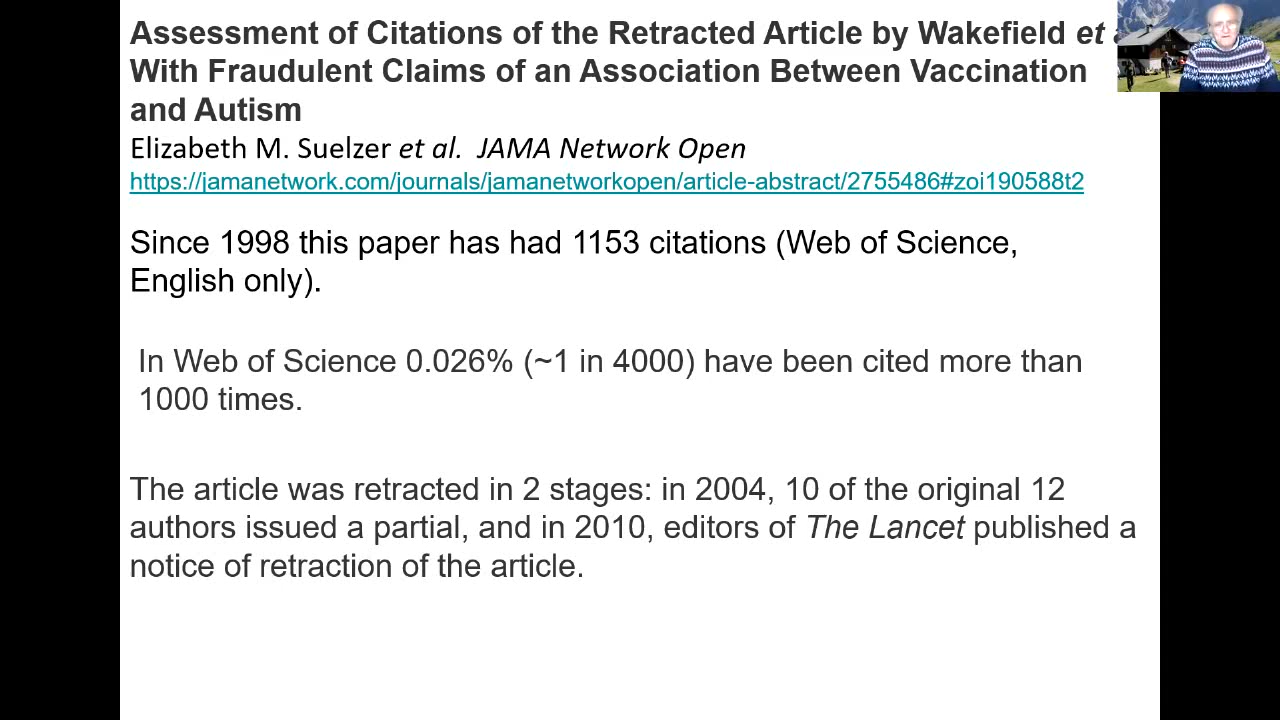 Assessment of Citations of the Retracted Article by Wakefield et
With Fraudulent Claims of an Association Between Vaccination
and Autism
Elizabeth M. Suelzer et al. JAMA Network Open
https://jamanetwork.com/journals/jamanetworkopen/article-abstract/2755486#zoi190588t2
Since 1998 this paper has had 1153 citations (Web of Science,
English only).
In Web of Science 0.026% (~1 in 4000) have been cited more than
1000 times.
The article was retracted in 2 stages: in 2004, 10 of the original 12
authors issued a partial, and in 2010, editors of The Lancet published a
notice of retraction of the article.